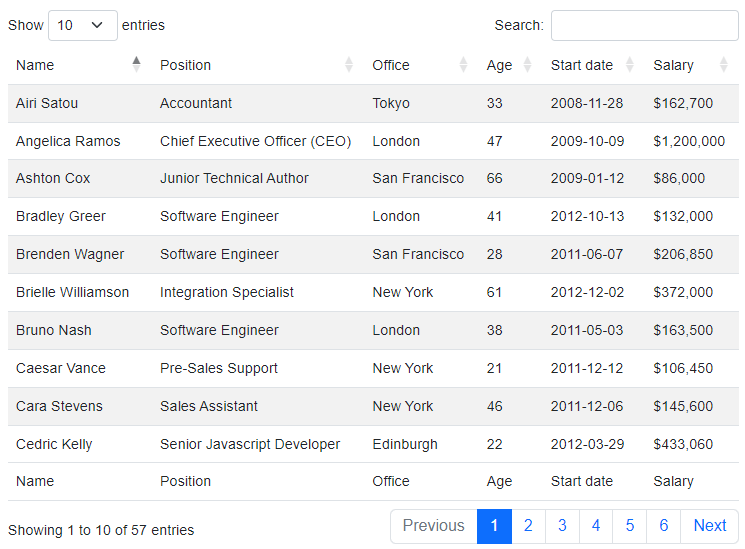 Show 10 entries Search:
Name Position Office Age Start date Salary
Airi Satou Accountant Tokyo 33 2008-11-28 $162,700
Angelica Ramos Chief Executive Officer (CEO) London 47 2009-10-09 $1,200,000
Ashton Cox Junior Technical Author San Francisco 66 2009-01-12 $86,000
Bradley Greer Software Engineer London 41 2012-10-13 $132,000
Brenden Wagner Software Engineer San Francisco 28 2011-06-07 $206,850
Brielle Williamson Integration Specialist New York 61 2012-12-02 $372,000
Bruno Nash Software Engineer London 38 2011-05-03 $163,500
Caesar Vance Pre-Sales Support New York 21 2011-12-12 $106,450
Cara Stevens Sales Assistant New York 46 2011-12-06 $145,600
Cedric Kelly Senior Javascript Developer Edinburgh 22 2012-03-29 $433,060
Name Position Office Age Start date Salary
Showing 1 to 10 of 57 entries Previous 1 2 3 4 5 6 Next